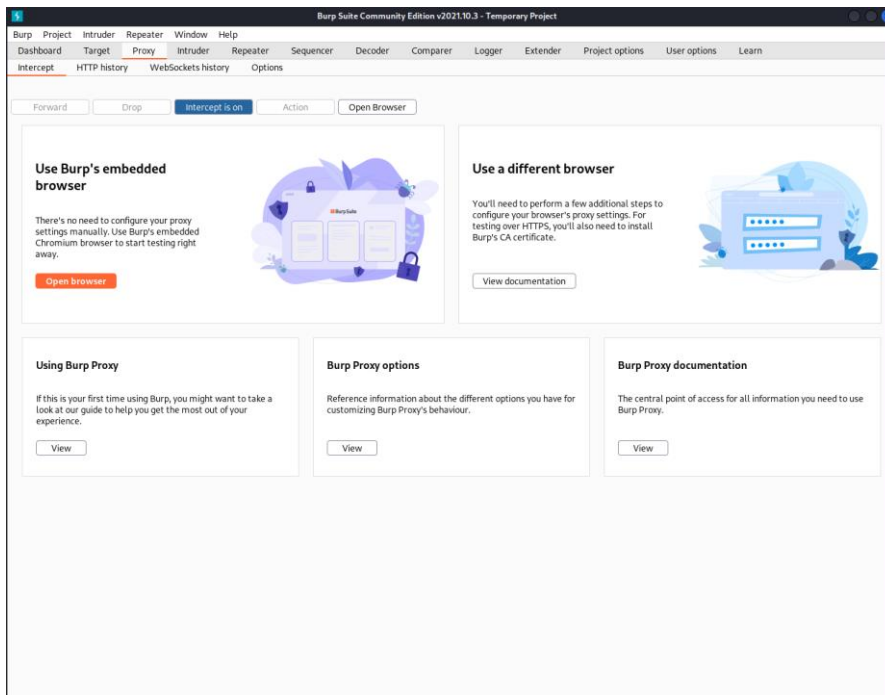 Burp Suite Community Edition v2021.10.3 - Temporary Project
Burp Project Intruder Repeater Window Help
Dashboard Target Proxy Intruder Repeater Sequencer Decoder Comparer Logger Extender Project options User options Learn
Intercept HTTP history WebSockets history Options
Forward Drop Intercept is on Action Open Browser
Use Burp's embedded
browser
There's no need to configure your proxy
settings manually. Use Burp's embedded
Chromium browser to start testing right
away.
Open browser
BurpSuite
Use a different browser
You'll need to perform a few additional steps to
configure your browser's proxy settings. For
testing over HTTPS, you'll also need to install
Burp's CA certificate.
View documentation
Using Burp Proxy
If this is your first time using Burp, you might want to take a
look at our guide to help you get the most out of your
experience.
View
Burp Proxy options
Reference information about the different options you have for
customizing Burp Proxy's behaviour.
View
Burp Proxy documentation
The central point of access for all information you need to use
Burp Proxy.
View